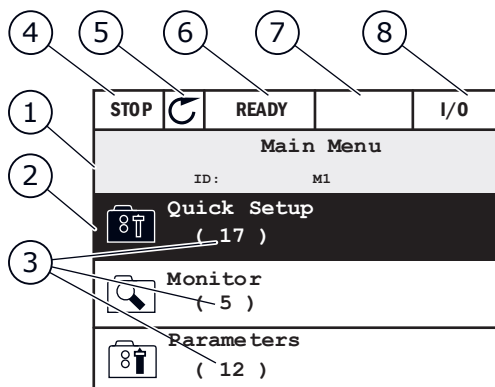 4 5 6 7 8
STOP READY I/O
1
Main Menu
ID: M1
2
Quick Setup
( 17 )
3
Monitor
( 5 )
Parameters
( 12 )